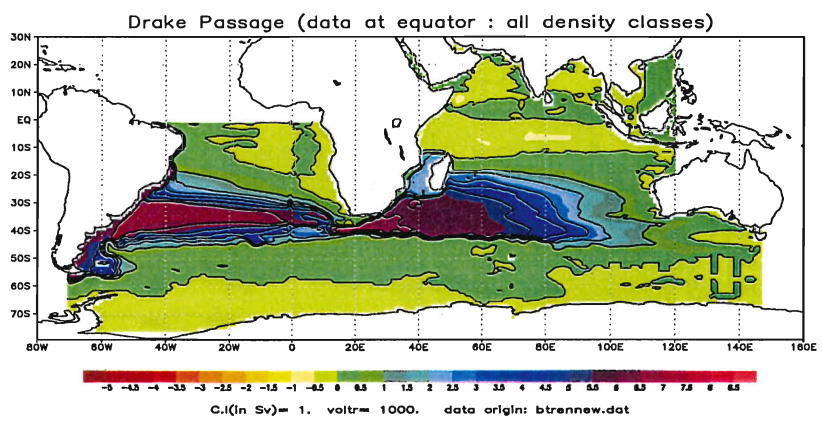 Drake Passage (data at equator : all density classes)
30N
20N
10N
EQ
10S
20S
30S
40S
50S
60S
70S
80W 60W 40W 20W 0 20E 40E 60E 80E 100E 120E 140E 160E
-5 -4.5 -4 -3.5 -3 -2.5 -2 -1.5 -1 -0.5 0 0.5 1 1.5 2 2.5 3 3.5 4 4.5 5 5.5 6 6.5 7 7.5 8 8.5
C.I(in Sv)= 1. voltr= 1000. data origin: btrennew.dat